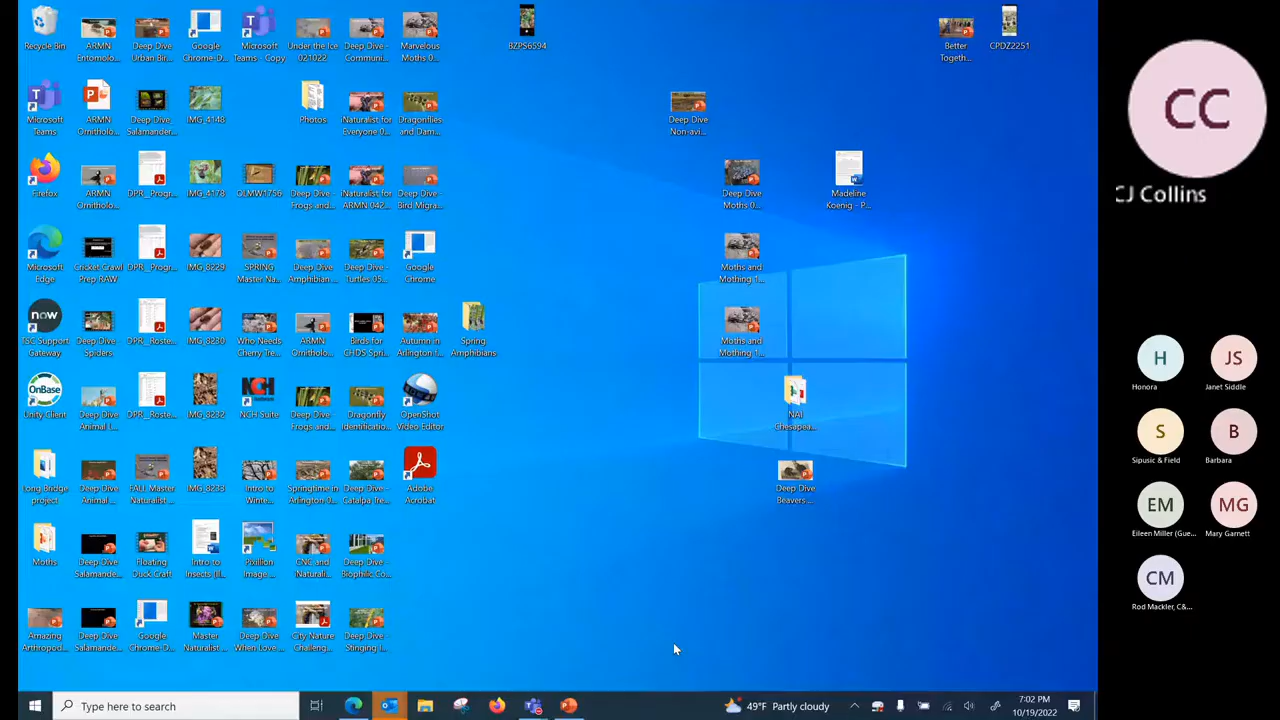 Recycle Bin
ARMN
Entomolo...
Deep Dive
Urban Bir...
Google
Chrome-D...
Microsoft
Teams - Copy
Under the Ice
021022
Deep Dive -
Communi...
Marvelous
Moths 0...
BZPS6594
Better
Togeth...
CPDZ2251
CC
CJ Collins
Microsoft
Teams
ARMN
Ornitholo...
Deep Dive
Salamander...
IMG_4148
Photos
iNaturalist for
Everyone 0...
Dragonflies
and Dam...
Deep Dive
Non-avi...
Firefox
ARMN
Ornitholo...
DPR__Progr...
IMG_4178
QLMW1756
Deep Dive -
Frogs and...
iNaturalist for
ARMN 042...
Deep Dive -
Bird Migra...
Deep Dive
Moths 0...
Madeline
Koenig - P...
Microsoft
Edge
Cricket Crawl
Prep RAW
DPR__Progr...
IMG_8229
SPRING
Master Na...
Deep Dive
Amphibian...
Deep Dive -
Turtles 05...
Google
Chrome
Moths and
Mothing 1...
now
TSC Support
Gateway
Deep Dive -
Spiders
DPR__Roste...
IMG_8230
Who Needs
Cherry Tre...
ARMN
Ornitholo...
Birds for
CHDS Spri...
Autumn in
Arlington f...
Spring
Amphibians
Moths and
Mothing 1...
H
Honora
JS
Janet Siddle
OnBase
Unity Client
Deep Dive
Animal (...
DPR__Roste...
IMG_8232
NCH
NCH Suite
Deep Dive -
Frogs and...
Dragonfly
Identificatio...
OpenShot
Video Editor
NAI
Chesapea...
S
Sipusic & Field
B
Barbara
Long Bridge
project
Deep Dive
Animal ...
FALL Master
Naturalist ...
IMG_8233
Intro to
Winte...
Springtime in
Arlington 0...
Deep Dive -
Catalpa Tre...
Adobe
Acrobat
Deep Dive
Beavers ...
EM
Eileen Miller (Gue...
MG
Mary Garnett
Moths
Deep Dive
Salamande...
Floating
Duck Craft
Intro to
Insects (Il...
Pixillion
Image ...
CNC and
Naturali...
Deep Dive -
Biophilic Co...
CM
Rod Mackler, C&...
Amazing
Arthropod...
Deep Dive
Salamande...
Google
Chrome-D...
Master
Naturalist ...
Deep Dive
When Love ...
City Nature
Challeng...
Deep Dive -
Stinging I...
Type here to search
49°F Partly cloudy
7:02 PM
10/19/2022